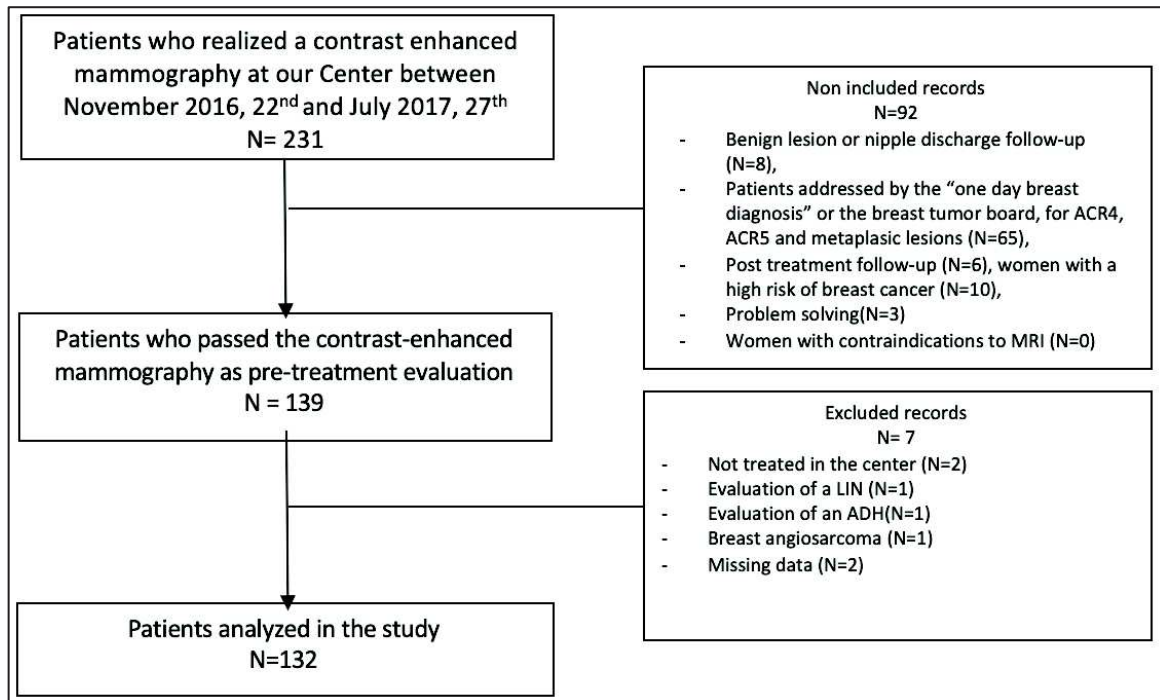 Patients who realized a contrast enhanced
mammography at our Center between
November 2016, 22nd and July 2017, 27th
N= 231
Non included records
N=92
- Benign lesion or nipple discharge follow-up
(N=8),
- Patients addressed by the “one day breast
diagnosis” or the breast tumor board, for ACR4,
ACR5 and metaplasic lesions (N=65),
- Post treatment follow-up (N=6), women with a
high risk of breast cancer (N=10),
- Problem solving(N=3)
- Women with contraindications to MRI (N=0)
Patients who passed the contrast-enhanced
mammography as pre-treatment evaluation
N = 139
Excluded records
N= 7
- Not treated in the center (N=2)
- Evaluation of a LIN (N=1)
- Evaluation of an ADH(N=1)
- Breast angiosarcoma (N=1)
- Missing data (N=2)
Patients analyzed in the study
N=132